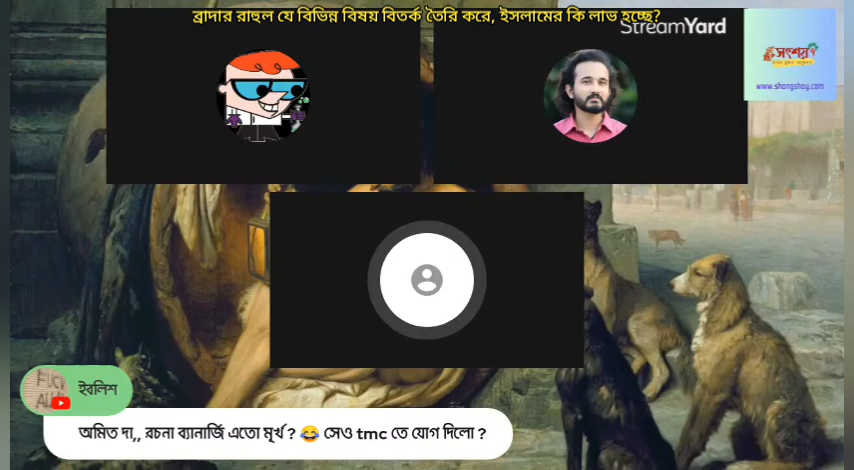 ব্রাদার রাহুল যে বিভিন্ন বিষয় বিতর্ক তৈরি করে, ইসলামের কি লাভ হচ্ছে?
StreamYard
সংশয়
www.shongshoy.com
ইবলিশ
অমিত দা,, রচনা ব্যানার্জি এতো মূর্খ ? 😂 সেও tmc তে যোগ দিলো ?